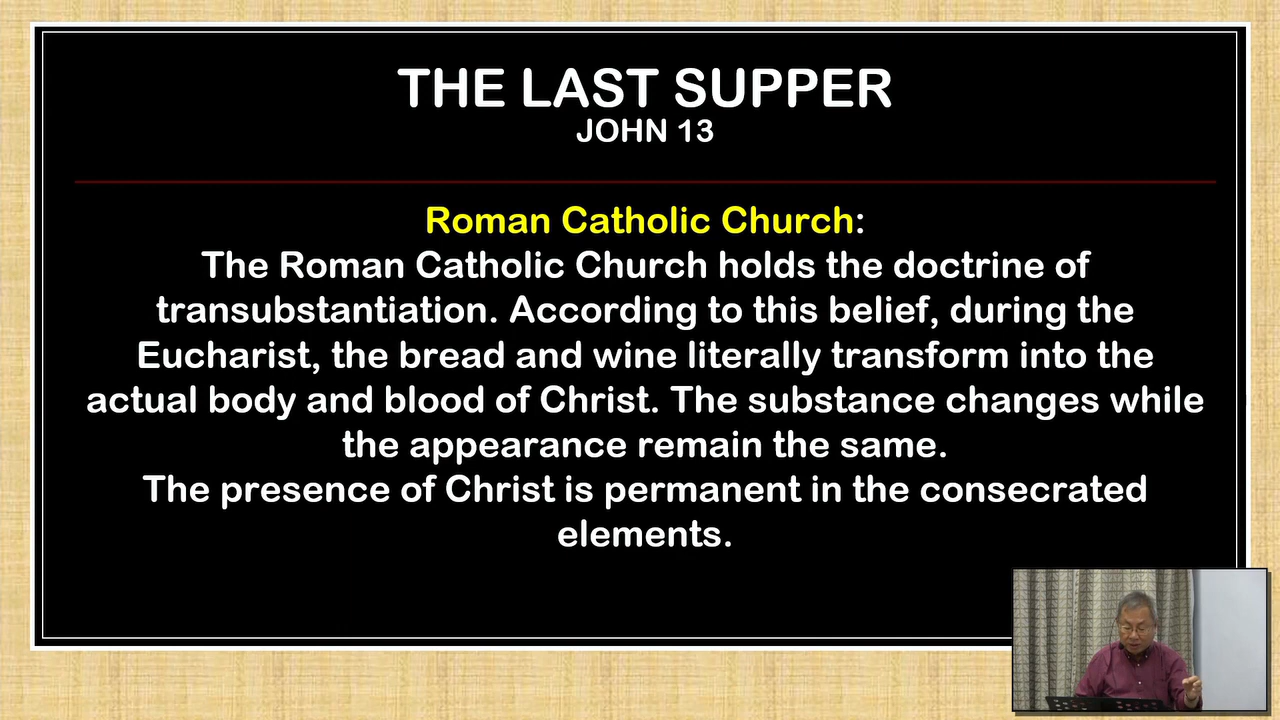 THE LAST SUPPER
JOHN 13
Roman Catholic Church:
The Roman Catholic Church holds the doctrine of
transubstantiation. According to this belief, during the
Eucharist, the bread and wine literally transform into the
actual body and blood of Christ. The substance changes while
the appearance remain the same.
The presence of Christ is permanent in the consecrated
elements.